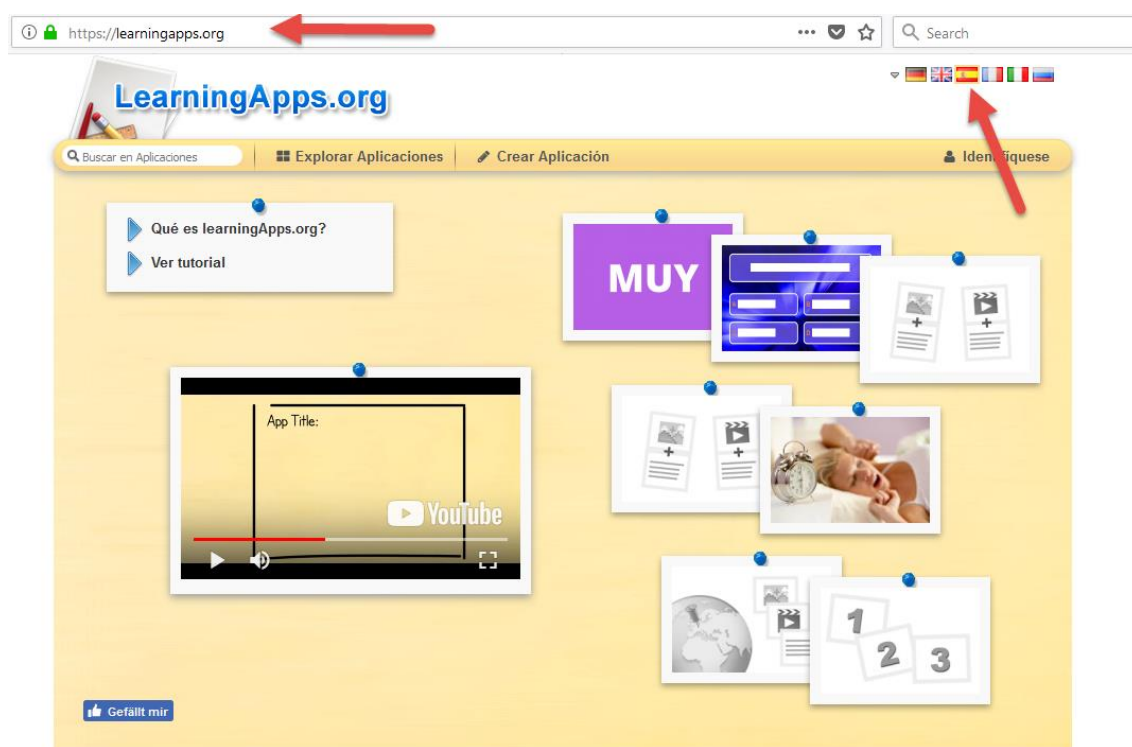 https://learningapps.org
Search
LearningApps.org
Buscar en Aplicaciones
Explorar Aplicaciones
Crear Aplicación
Qué es learningApps.org?
Ver tutorial
MUY
App Title:
YouTube
1
2
3
Gefällt mir